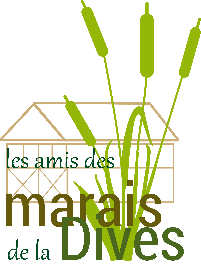 les amis des
marais
de la Dives